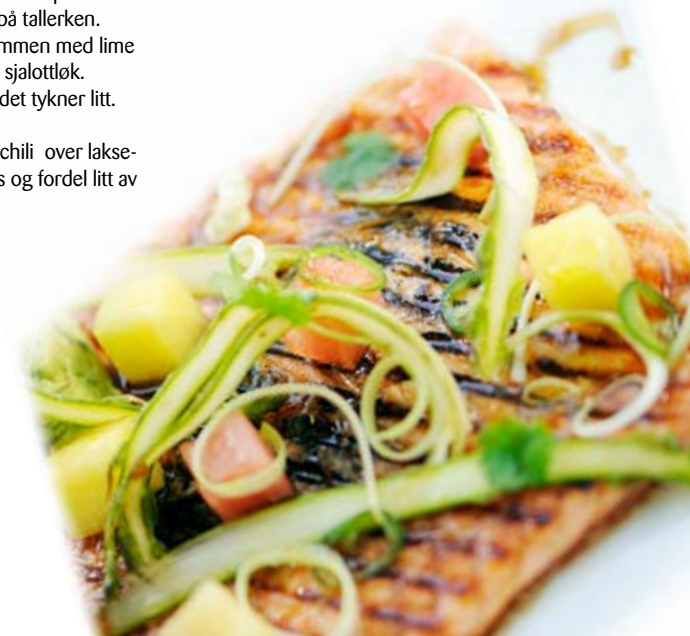 på tallerken.
mmen med lime
sjalottløk.
det tykner litt.
chili over lakse-
s og fordel litt av